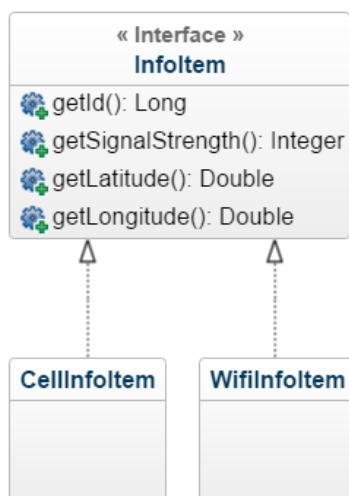 « Interface »
InfoItem
getId(): Long
getSignalStrength(): Integer
getLatitude(): Double
getLongitude(): Double
CellInfoItem
WifiInfoItem